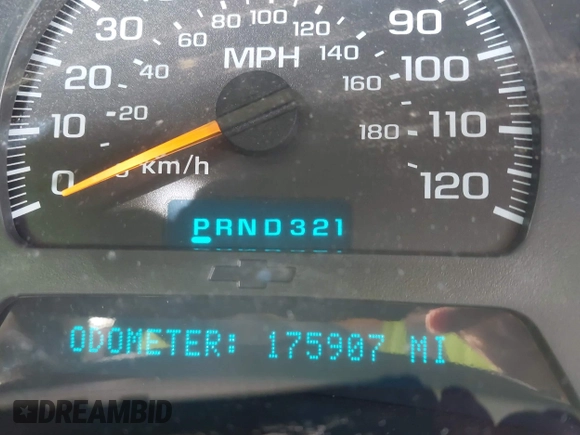 30 60 80 100 120 90
20 40 MPH 140 160 100
10 20 180 110
0 km/h 120
PRND321
ODOMETER: 175907 MI
DREAMBID